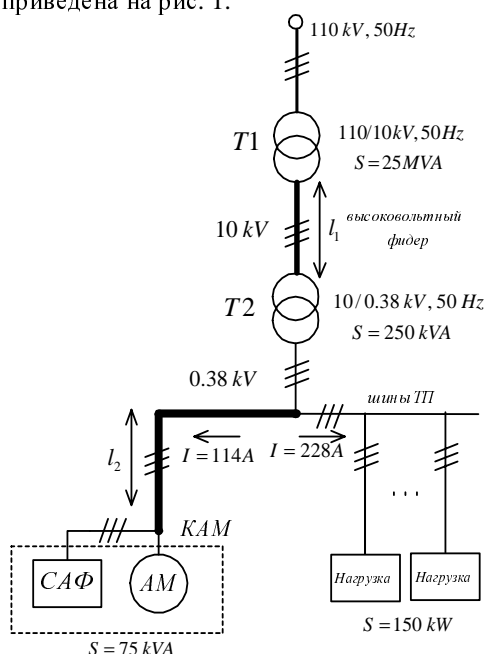 приведена на рис. 1.
110 kV, 50Hz
T1
110/10kV, 50Hz
S = 25MVA
10 kV
l₁
высоковольтный
фидер
T2
10/0.38 kV, 50 Hz
S = 250 kVA
0.38 kV
шины ТП
l₂
I = 114A
I = 228A
КАМ
...
САФ
АМ
Нагрузка
Нагрузка
S = 150 kW
S = 75 kVA